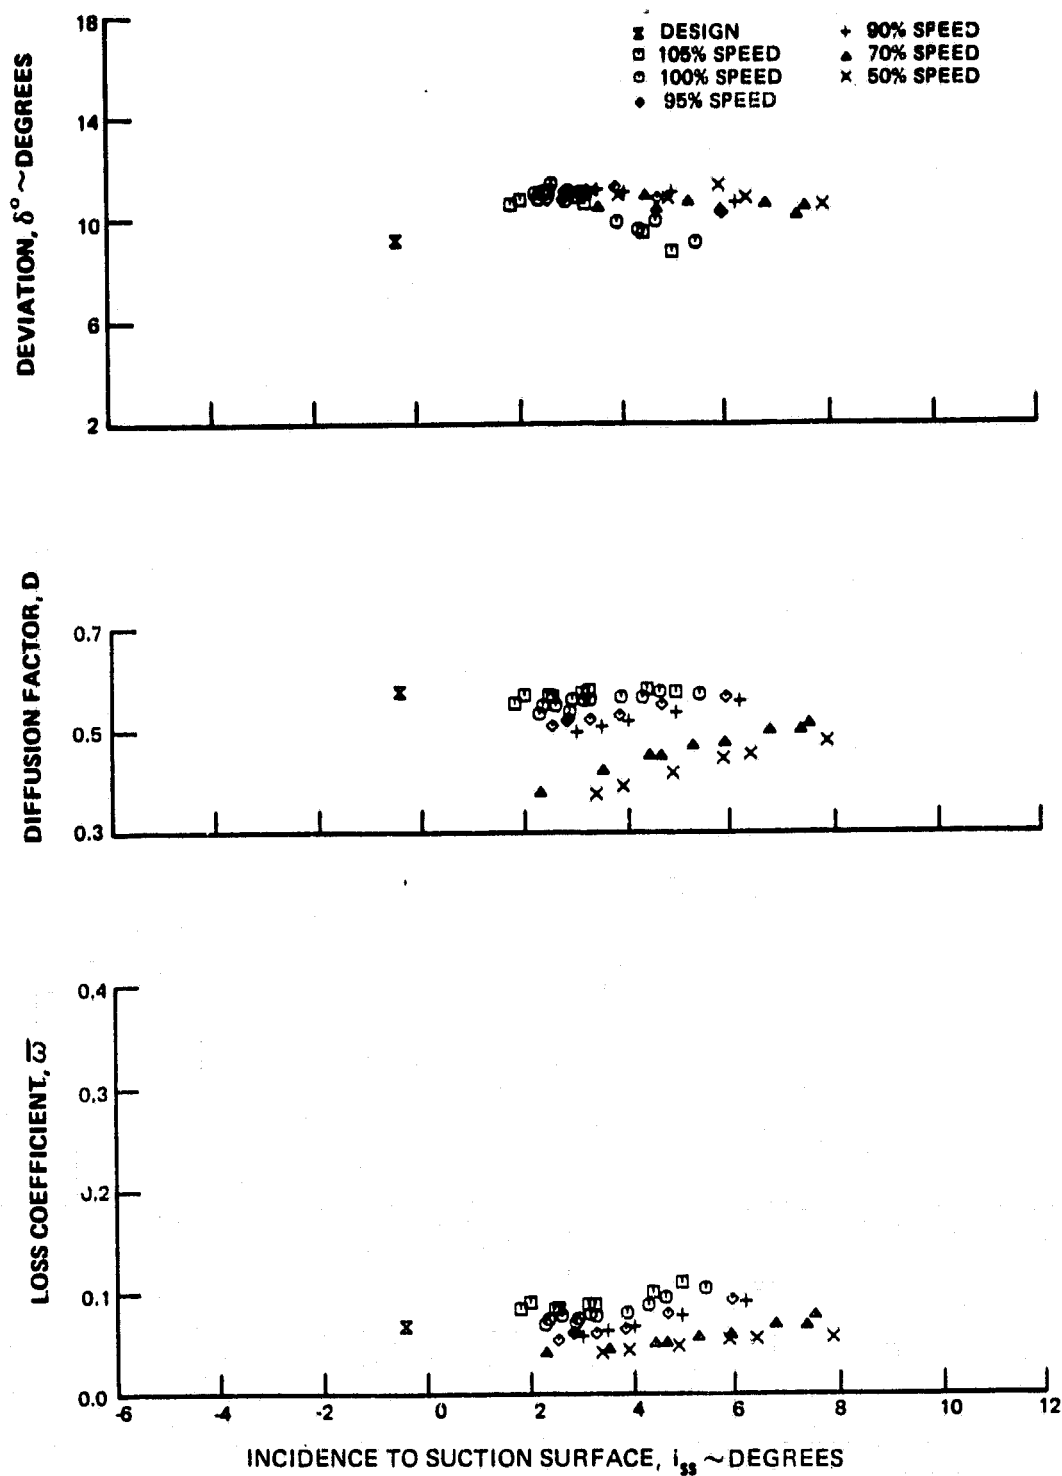 DESIGN
105% SPEED
100% SPEED
95% SPEED
90% SPEED
70% SPEED
50% SPEED
DEVIATION, δ° ~DEGREES
18
14
10
6
2
DIFFUSION FACTOR, D
0.7
0.5
0.3
LOSS COEFFICIENT, ω̅
0.4
0.3
0.2
0.1
0.0
-6 -4 -2 0 2 4 6 8 10 12
INCIDENCE TO SUCTION SURFACE, iss ~DEGREES